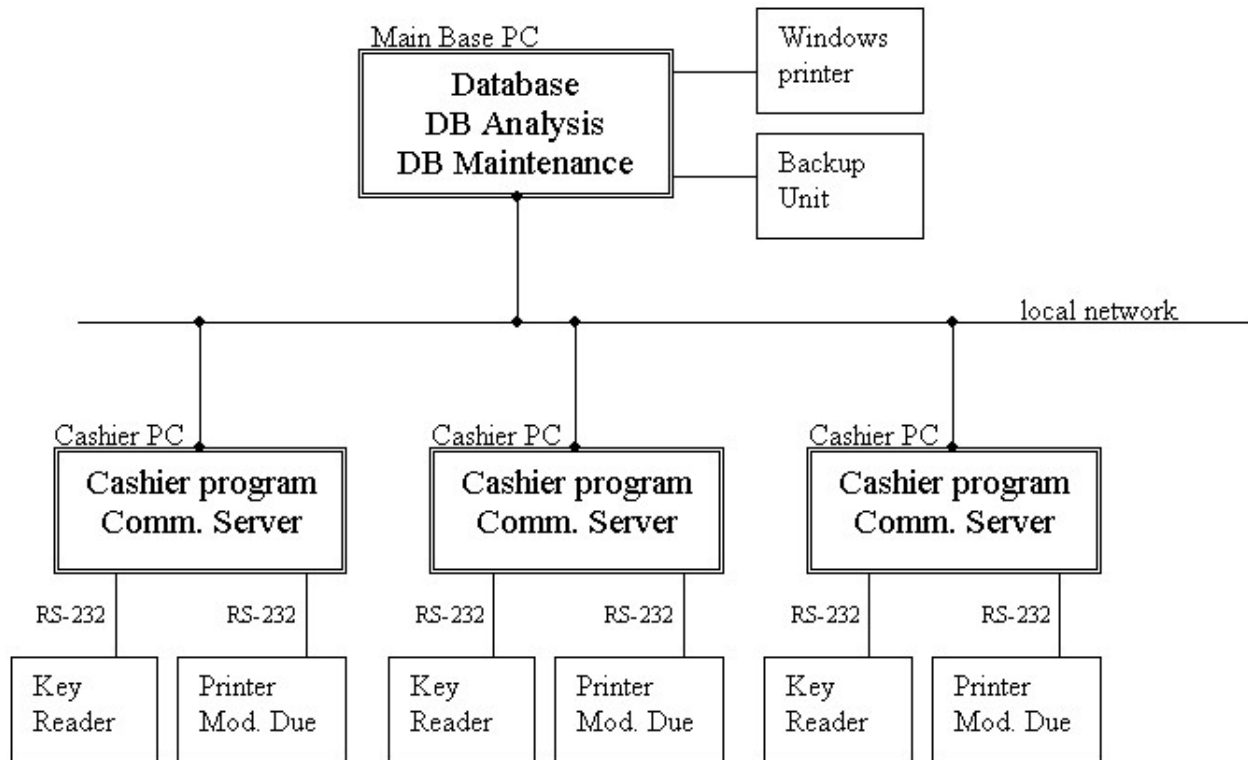 Main Base PC
Database
DB Analysis
DB Maintenance
Windows
printer
Backup
Unit
local network
Cashier PC
Cashier program
Comm. Server
Cashier PC
Cashier program
Comm. Server
Cashier PC
Cashier program
Comm. Server
RS-232
RS-232
RS-232
RS-232
RS-232
RS-232
Key
Reader
Printer
Mod. Due
Key
Reader
Printer
Mod. Due
Key
Reader
Printer
Mod. Due